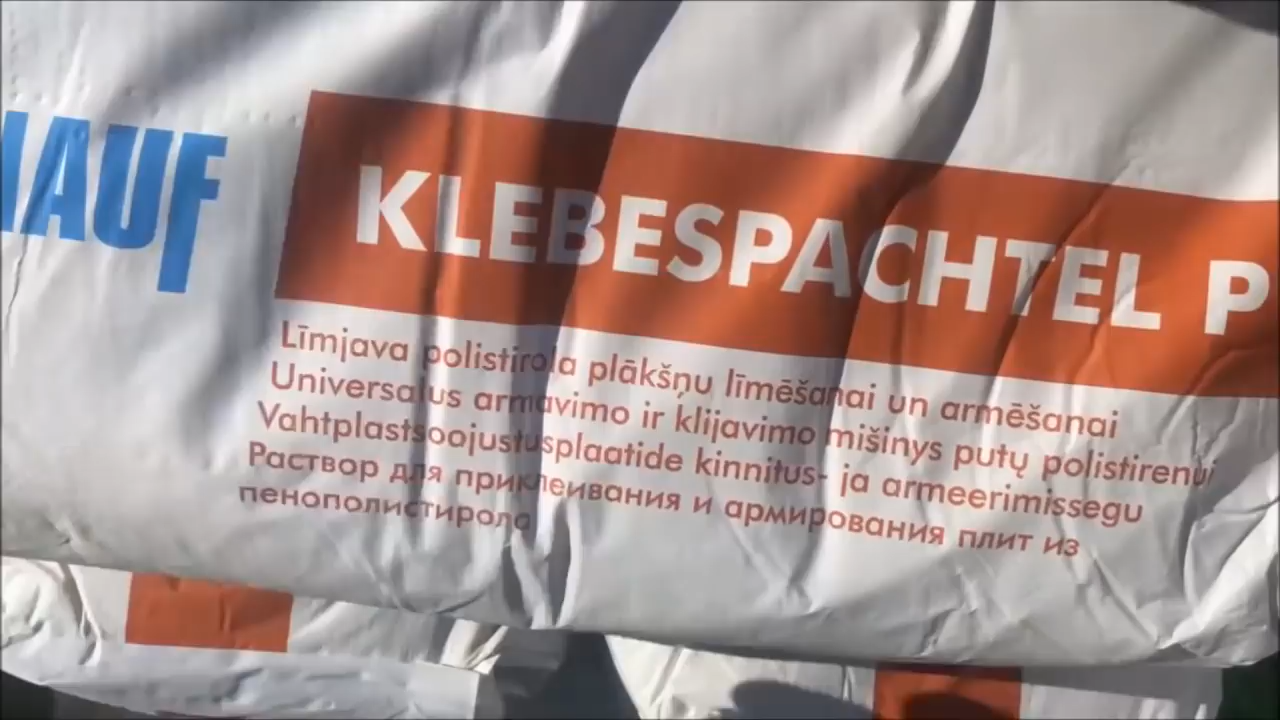 NAUF
KLEBESPACHTEL P
Līmjava polistirola plākšņu līmēšanai un armēšanai
Universalus armavimo ir klijavimo mišinys putų polistirenui
Vahtplastsoojustusplaatide kinnitus- ja armeerimissegu
Раствор для приклеивания и армирования плит из
пенополистирола